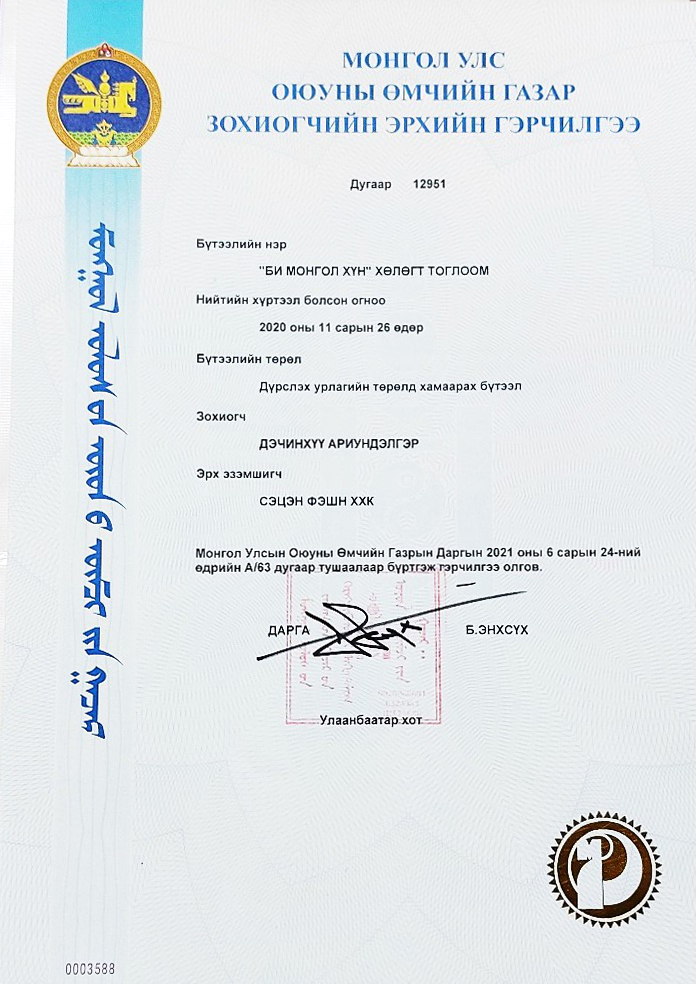 МОНГОЛ УЛС
ОЮУНЫ ӨМЧИЙН ГАЗАР
ЗОХИОГЧИЙН ЭРХИЙН ГЭРЧИЛГЭЭ
Дугаар 12951
Бүтээлийн нэр
"БИ МОНГОЛ ХҮН" ХӨЛӨГТ ТОГЛООМ
Нийтийн хүртээл болсон огноо
2020 оны 11 сарын 26 өдөр
Бүтээлийн төрөл
Дүрслэх урлагийн төрөлд хамаарах бүтээл
Зохиогч
ДЭЧИНХҮҮ АРИУНДЭЛГЭР
Эрх эзэмшигч
СЭЦЭН ФЭШН ХХК
Монгол Улсын Оюуны Өмчийн Газрын Даргын 2021 оны 6 сарын 24-ний
өдрийн А/63 дугаар тушаалаар бүртгэж гэрчилгээ олгов.
ДАРГА Б.ЭНХСҮХ
Улаанбаатар хот
0003588